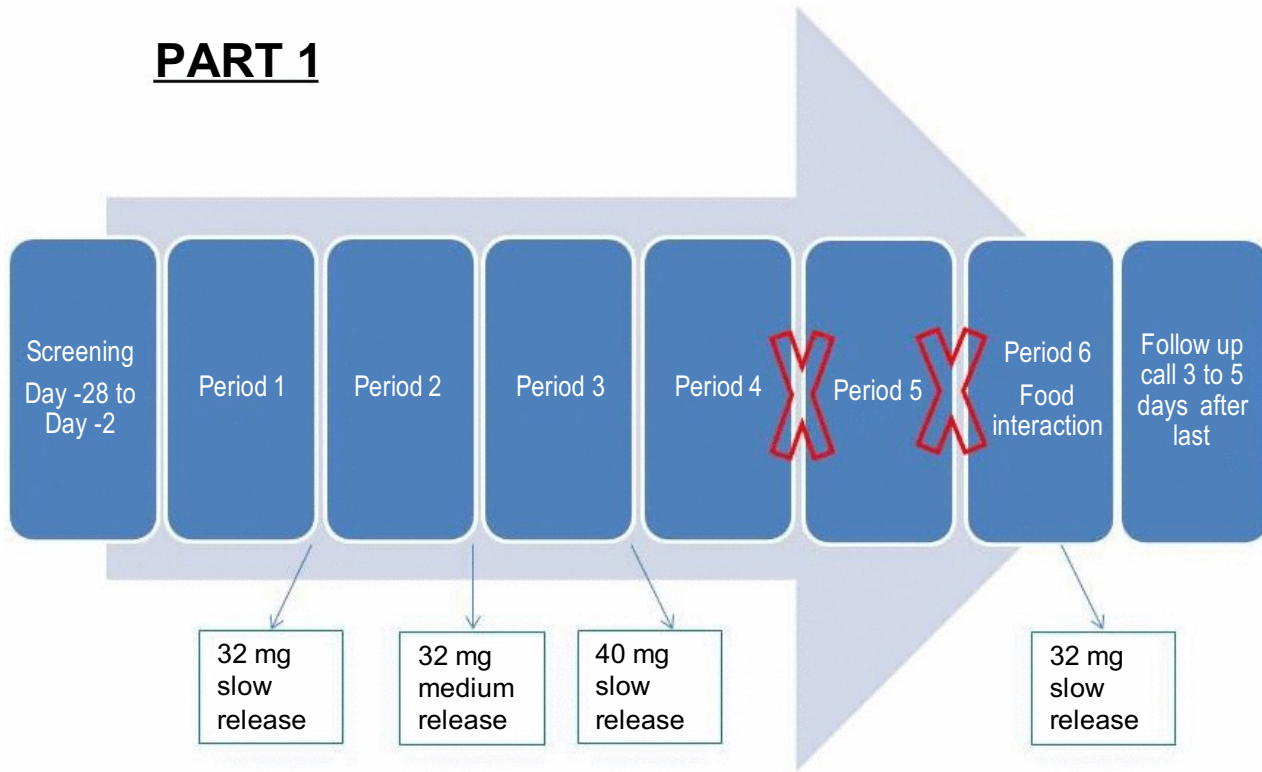 PART 1
Screening
Day -28 to
Day -2
Period 1
Period 2
Period 3
Period 4
Period 5
Period 6
Food
interaction
Follow up
call 3 to 5
days after
last
32 mg
slow
release
32 mg
medium
release
40 mg
slow
release
32 mg
slow
release